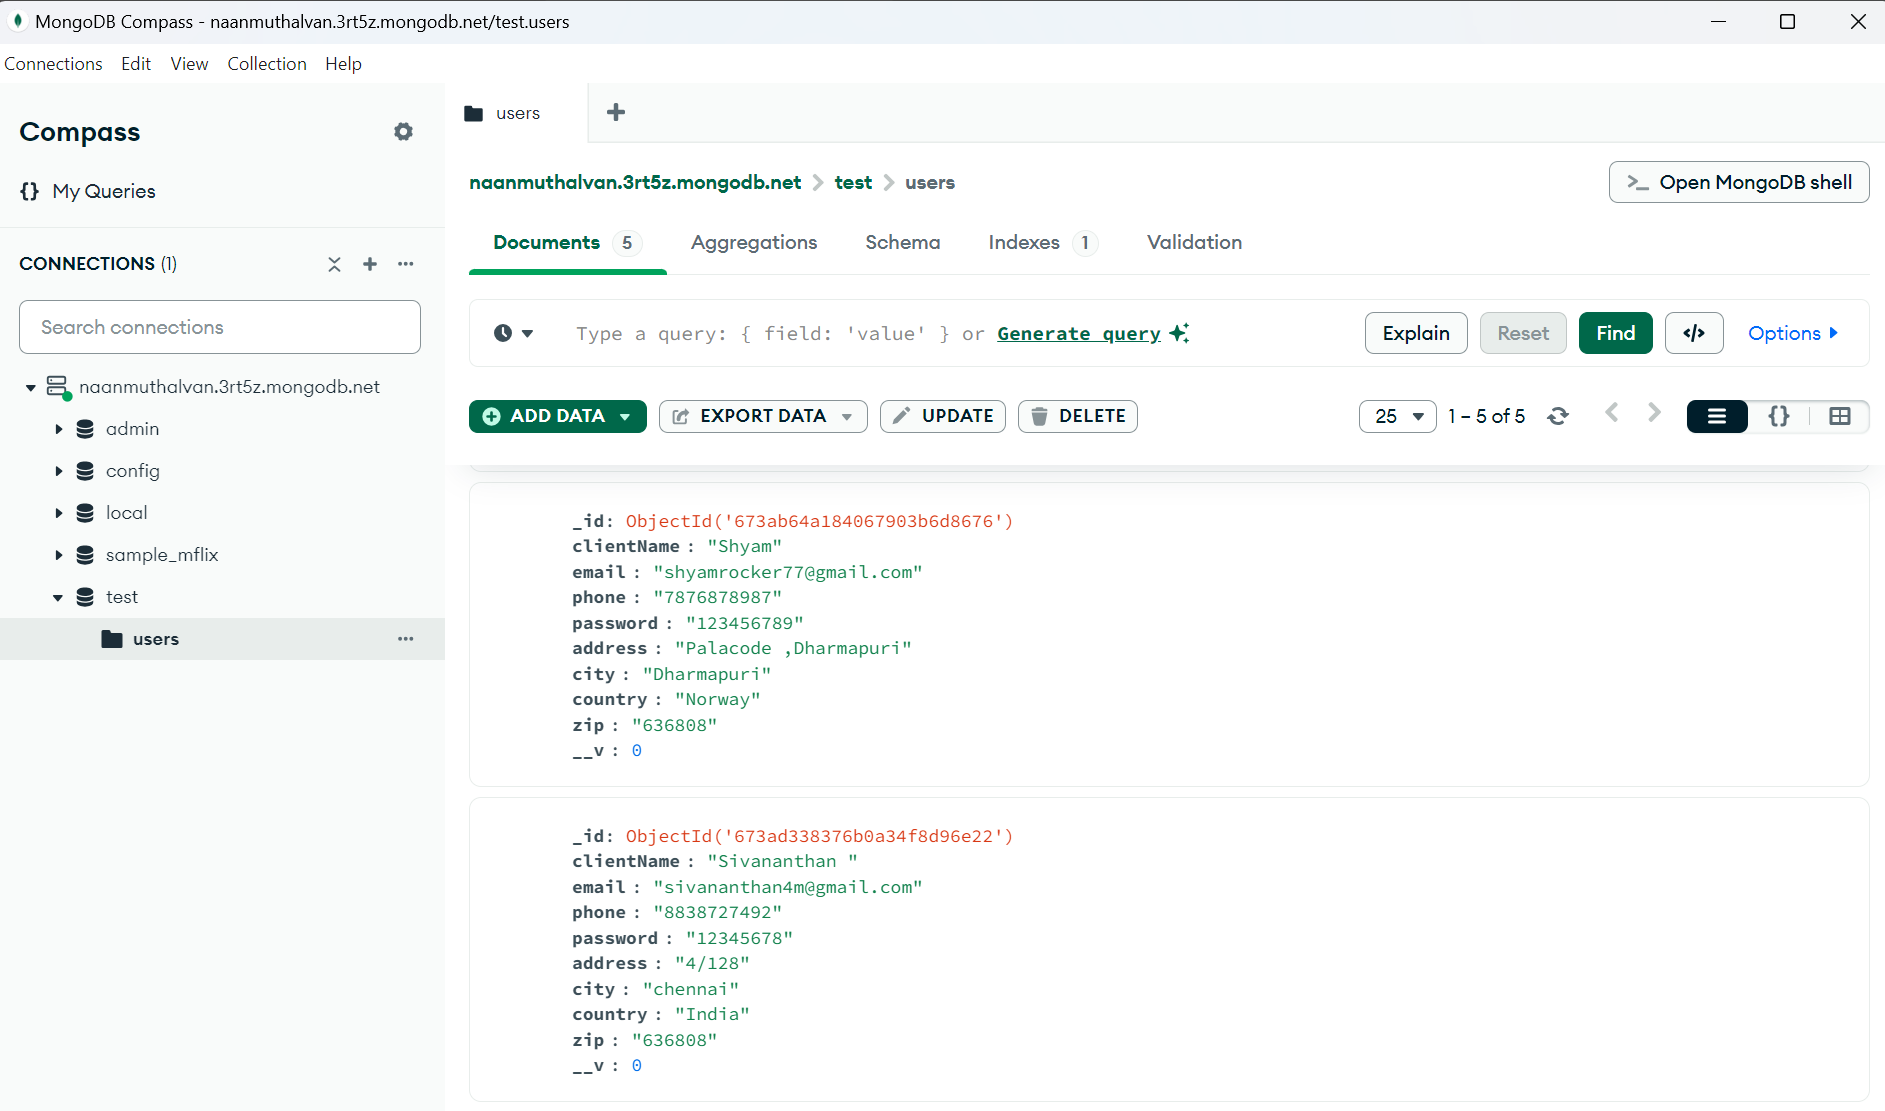 MongoDB Compass - naanmuthalvan.3rt5z.mongodb.net/test.users
Connections Edit View Collection Help
Compass
My Queries
CONNECTIONS (1)
Search connections
naanmuthalvan.3rt5z.mongodb.net
admin
config
local
sample_mflix
test
users
users
naanmuthalvan.3rt5z.mongodb.net > test > users
>_ Open MongoDB shell
Documents 5 Aggregations Schema Indexes 1 Validation
Type a query: { field: 'value' } or Generate query
Explain Reset Find </> Options
ADD DATA EXPORT DATA UPDATE DELETE
25 1 – 5 of 5 {}
_id: ObjectId('673ab64a184067903b6d8676')
clientName : "Shyam"
email : "shyamrocker77@gmail.com"
phone : "7876878987"
password : "123456789"
address : "Palacode ,Dharmapuri"
city : "Dharmapuri"
country : "Norway"
zip : "636808"
__v : 0
_id: ObjectId('673ad338376b0a34f8d96e22')
clientName : "Sivananthan "
email : "sivananthan4m@gmail.com"
phone : "8838727492"
password : "12345678"
address : "4/128"
city : "chennai"
country : "India"
zip : "636808"
__v : 0